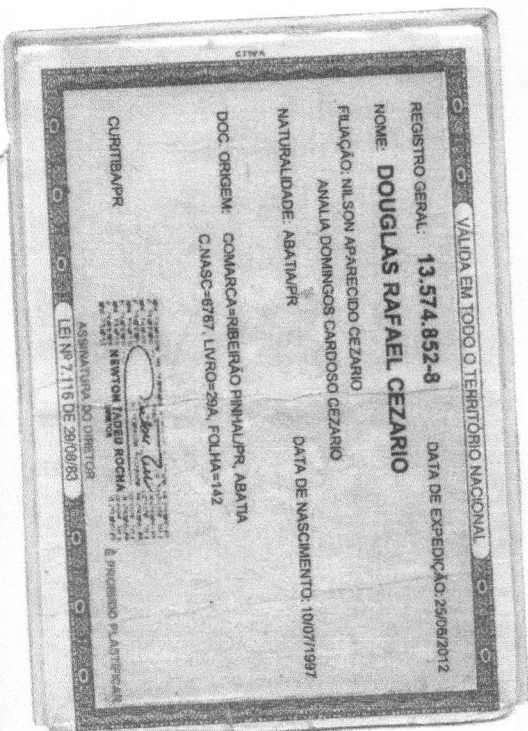 VÁLIDA EM TODO O TERRITÓRIO NACIONAL
REGISTRO GERAL: 13.574.852-8 DATA DE EXPEDIÇÃO: 25/06/2012
NOME: DOUGLAS RAFAEL CEZARIO
FILIAÇÃO: NILSON APARECIDO CEZARIO
ANALIA DOMINGOS CARDOSO CEZARIO
NATURALIDADE: ABATIA/PR DATA DE NASCIMENTO: 10/07/1997
DOC. ORIGEM: COMARCA=RIBEIRÃO PINHAL/PR, ABATIA
C.NASC=6767, LIVRO=29A, FOLHA=142
CURITIBA/PR
NEWTON TADEU ROCHA
DIRETOR
ASSINATURA DO DIRETOR
É PROIBIDO PLASTIFICAR
LEI Nº 7.116 DE 29/08/83